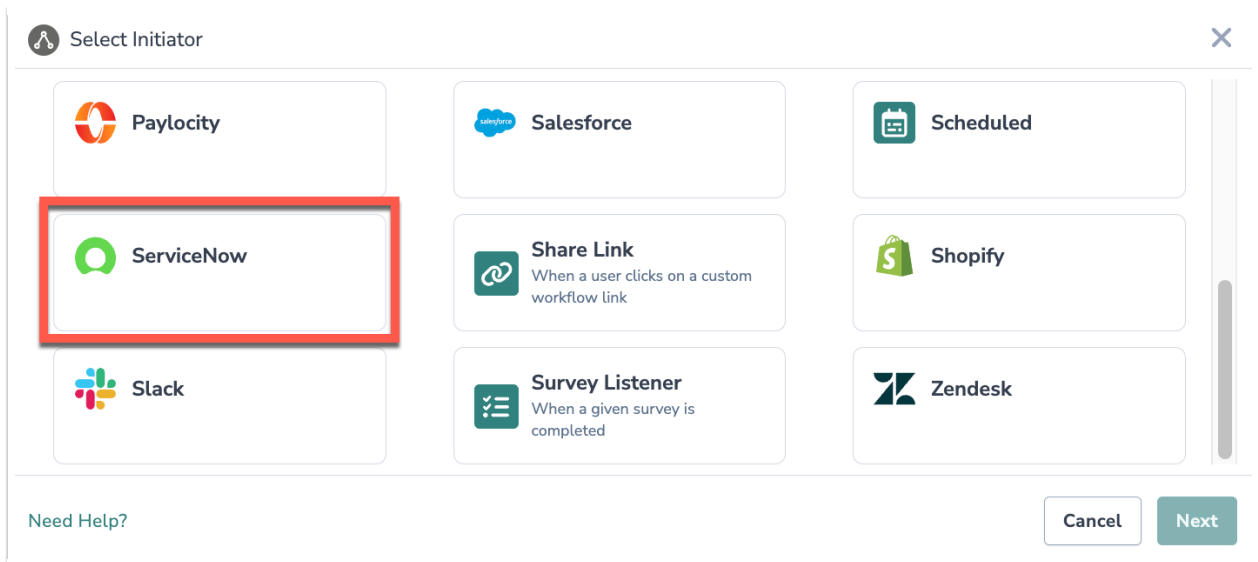 Select Initiator
Paylocity
salesforce
Salesforce
Scheduled
ServiceNow
Share Link
When a user clicks on a custom
workflow link
Shopify
Slack
Survey Listener
When a given survey is
completed
Zendesk
Need Help?
Cancel
Next